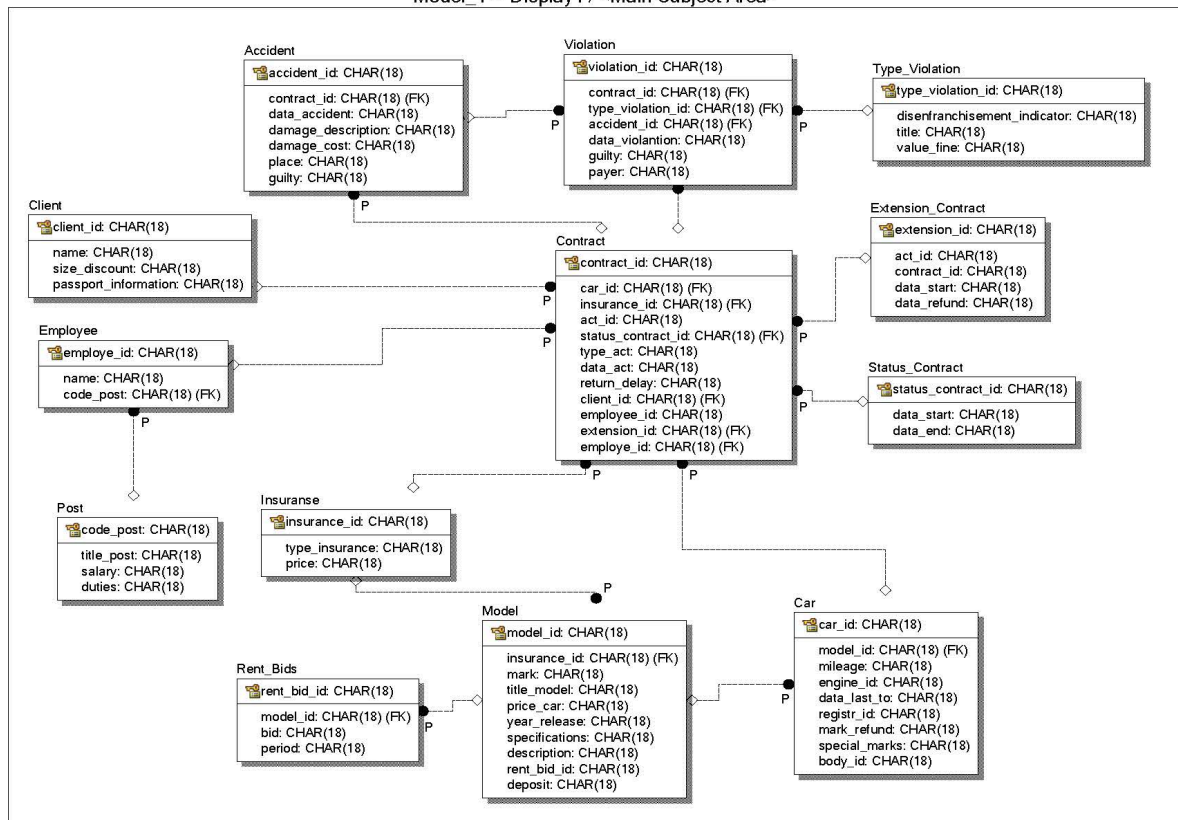 Accident
accident_id: CHAR(18)
contract_id: CHAR(18) (FK)
data_accident: CHAR(18)
damage_description: CHAR(18)
damage_cost: CHAR(18)
place: CHAR(18)
guilty: CHAR(18)
P
Violation
violation_id: CHAR(18)
contract_id: CHAR(18) (FK)
type_violation_id: CHAR(18) (FK)
accident_id: CHAR(18) (FK)
data_violantion: CHAR(18)
guilty: CHAR(18)
payer: CHAR(18)
P
P
Type_Violation
type_violation_id: CHAR(18)
disenfranchisement_indicator: CHAR(18)
title: CHAR(18)
value_fine: CHAR(18)
Client
client_id: CHAR(18)
name: CHAR(18)
size_discount: CHAR(18)
passport_information: CHAR(18)
Extension_Contract
extension_id: CHAR(18)
act_id: CHAR(18)
contract_id: CHAR(18)
data_start: CHAR(18)
data_refund: CHAR(18)
Contract
contract_id: CHAR(18)
car_id: CHAR(18) (FK)
insurance_id: CHAR(18) (FK)
act_id: CHAR(18)
status_contract_id: CHAR(18) (FK)
type_act: CHAR(18)
data_act: CHAR(18)
return_delay: CHAR(18)
client_id: CHAR(18) (FK)
employee_id: CHAR(18)
extension_id: CHAR(18) (FK)
employe_id: CHAR(18) (FK)
P
P
P
P
P
P
Employee
employe_id: CHAR(18)
name: CHAR(18)
code_post: CHAR(18) (FK)
P
Status_Contract
status_contract_id: CHAR(18)
data_start: CHAR(18)
data_end: CHAR(18)
Post
code_post: CHAR(18)
title_post: CHAR(18)
salary: CHAR(18)
duties: CHAR(18)
Insuranse
insurance_id: CHAR(18)
type_insurance: CHAR(18)
price: CHAR(18)
P
Model
model_id: CHAR(18)
insurance_id: CHAR(18) (FK)
mark: CHAR(18)
title_model: CHAR(18)
price_car: CHAR(18)
year_release: CHAR(18)
specifications: CHAR(18)
description: CHAR(18)
rent_bid_id: CHAR(18)
deposit: CHAR(18)
Car
car_id: CHAR(18)
model_id: CHAR(18) (FK)
mileage: CHAR(18)
engine_id: CHAR(18)
data_last_to: CHAR(18)
registr_id: CHAR(18)
mark_refund: CHAR(18)
special_marks: CHAR(18)
body_id: CHAR(18)
P
Rent_Bids
rent_bid_id: CHAR(18)
model_id: CHAR(18) (FK)
bid: CHAR(18)
period: CHAR(18)
P